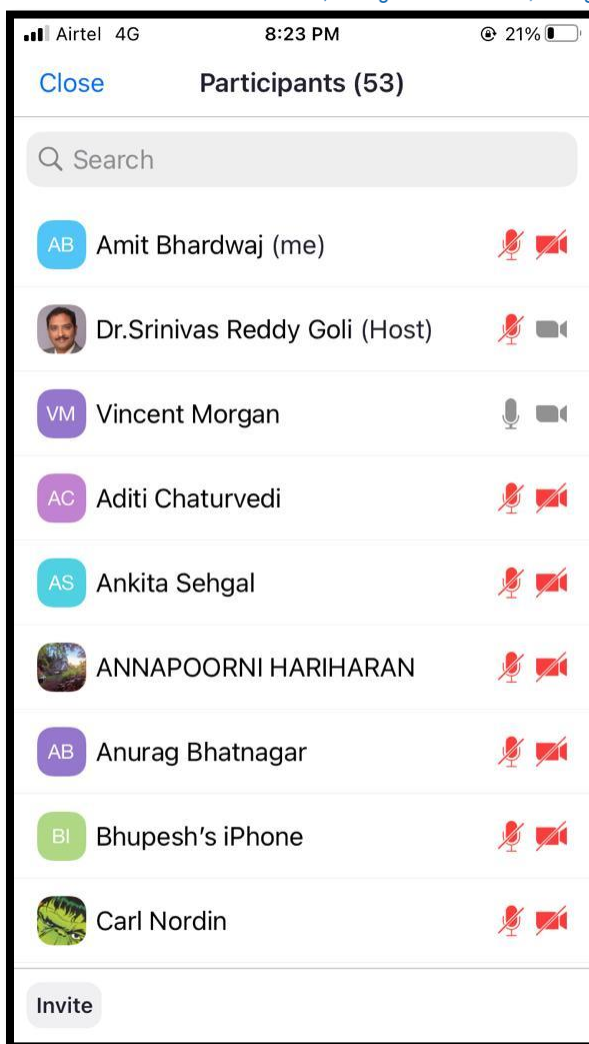 Airtel 4G 8:23 PM 21%
Close Participants (53)
Search
AB Amit Bhardwaj (me)
Dr.Srinivas Reddy Goli (Host)
VM Vincent Morgan
AC Aditi Chaturvedi
AS Ankita Sehgal
ANNAPOORNI HARIHARAN
AB Anurag Bhatnagar
BI Bhupesh’s iPhone
Carl Nordin
Invite